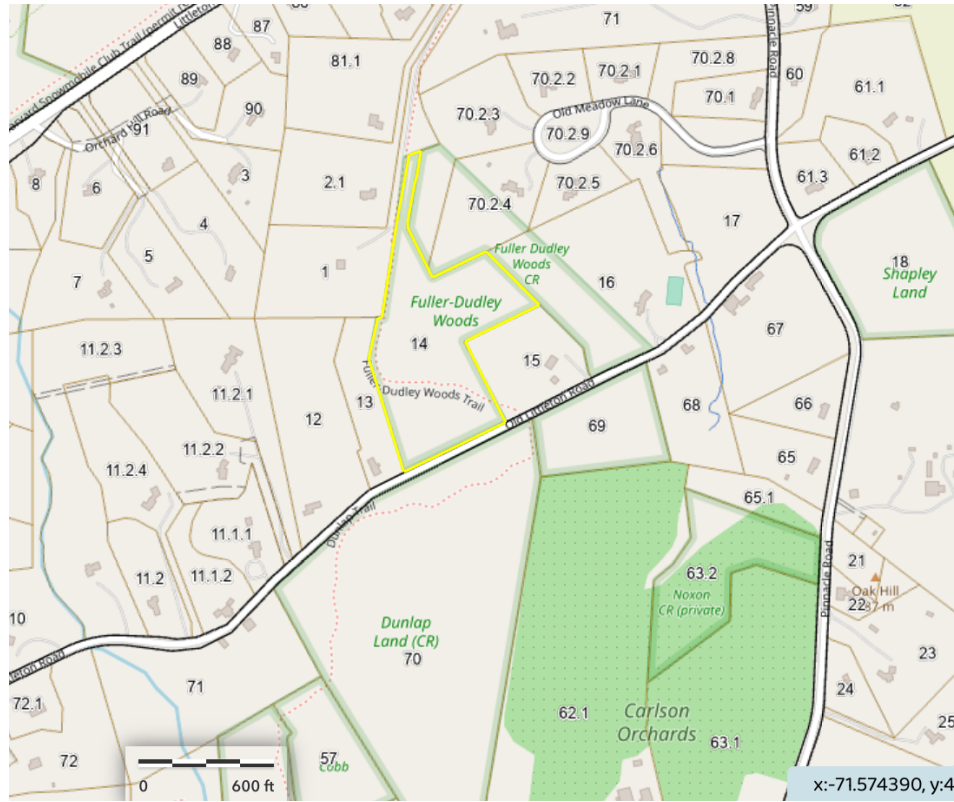 87
88
71
59
Harvard Snowmobile Club Trail (permit
Littleton
81.1
89
90
70.2.2
70.2.1
70.2.8
60
Pinnacle Road
61.1
70.1
70.2.3
Old Meadow Lane
91
Orchard Hill Road
70.2.9
70.2.6
61.2
8
6
3
2.1
61.3
70.2.5
70.2.4
17
4
5
1
7
Fuller Dudley
Woods
CR
16
18
Shapley
Land
Fuller-Dudley
Woods
14
67
11.2.3
15
11.2.1
Fuller-Dudley Woods Trail
13
12
Old Littleton Road
68
66
69
11.2.2
11.2.4
65
65.1
Dunlap Trail
11.1.1
11.2
11.1.2
63.2
Noxon
CR (private)
Pinnacle Road
21
Oak Hill
22
10
Dunlap
Land (CR)
70
23
71
24
72.1
62.1
Carlson
Orchards
63.1
25
72
57
Cobb
0
600 ft
x:-71.574390, y:4